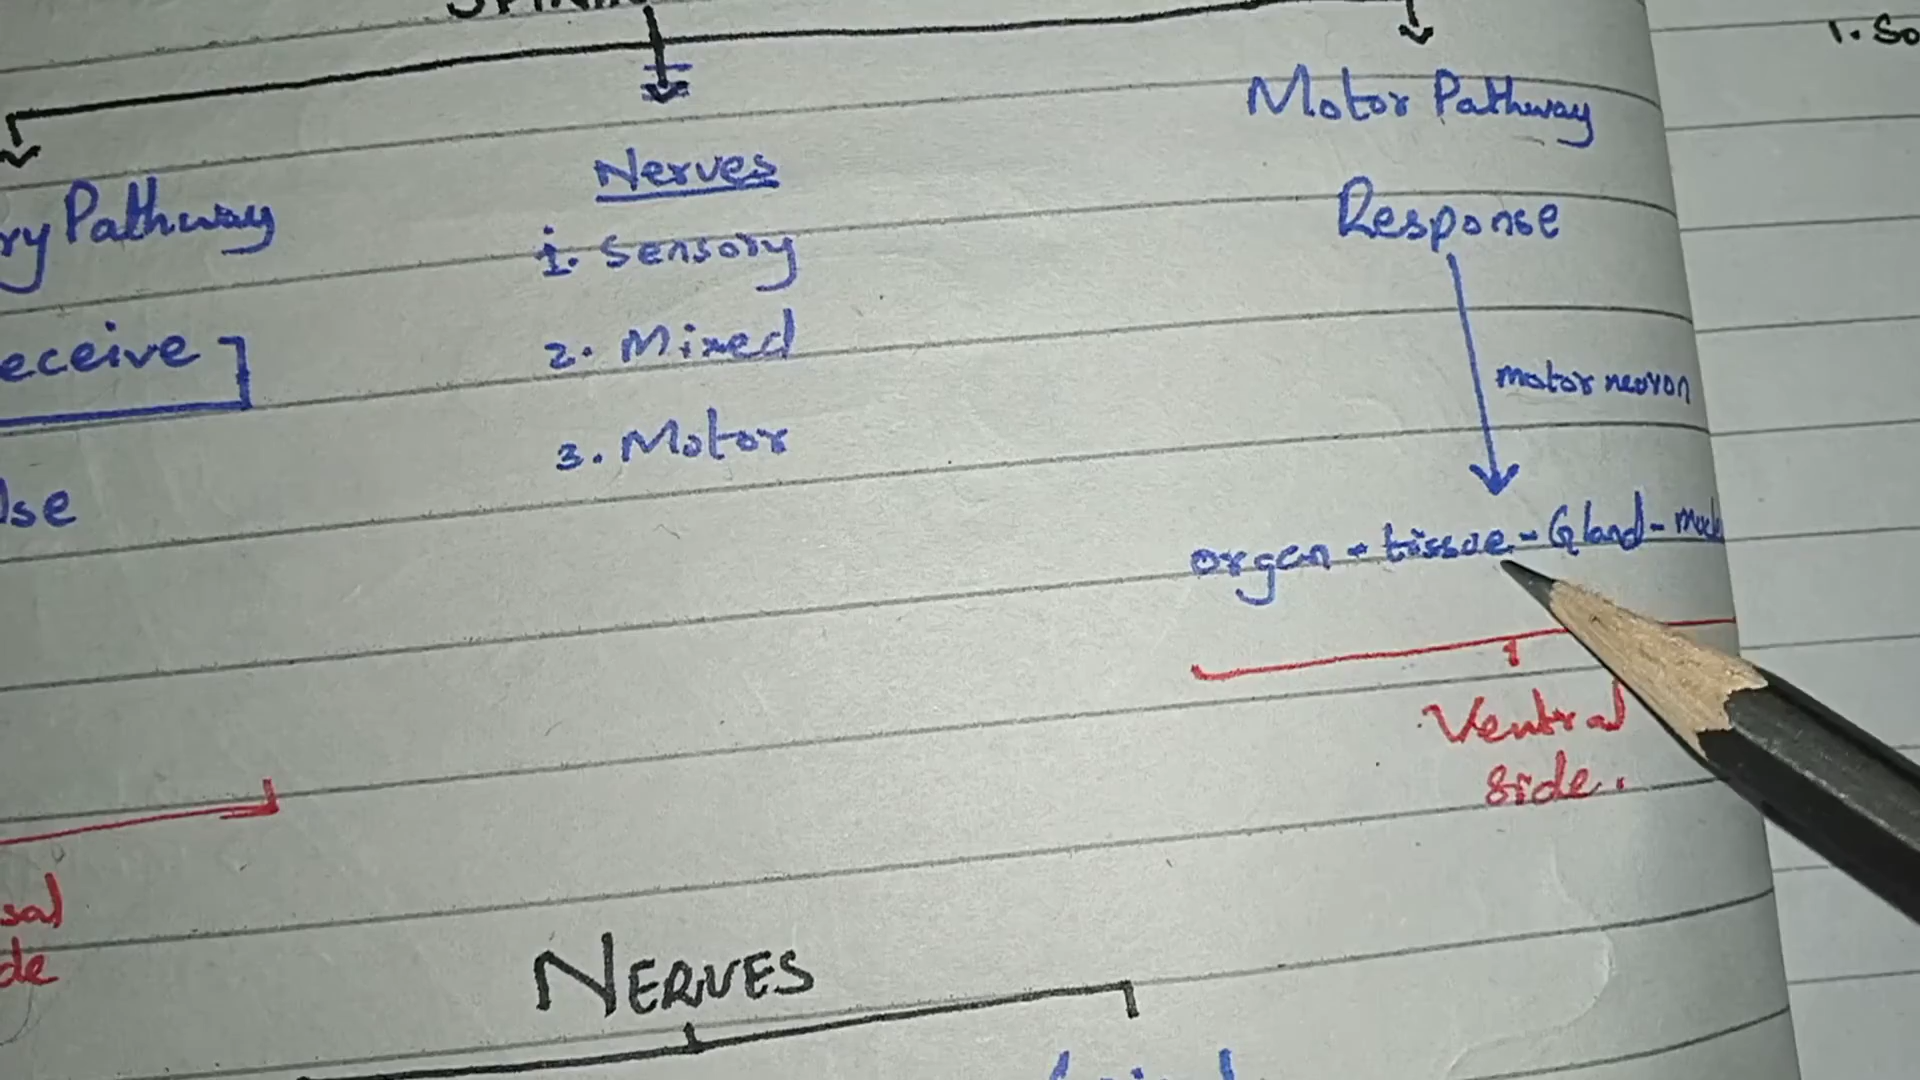 1. So
Motor Pathway
ry Pathway
Nerves
Response
1. Sensory
eceive
2. Mixed
motor neuron
3. Motor
lse
organ - tissue - Gland -
Ventral
side.
sal
de
NERVES